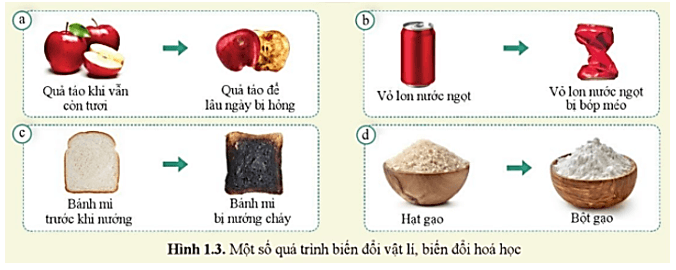 a
Quả táo khi vẫn
còn tươi
Quả táo để
lâu ngày bị hỏng
b
Vỏ lon nước ngọt
Vỏ lon nước ngọt
bị bóp méo
c
Bánh mì
trước khi nướng
Bánh mì
bị nướng cháy
d
Hạt gạo
Bột gạo
Hình 1.3. Một số quá trình biến đổi vật lí, biến đổi hoá học